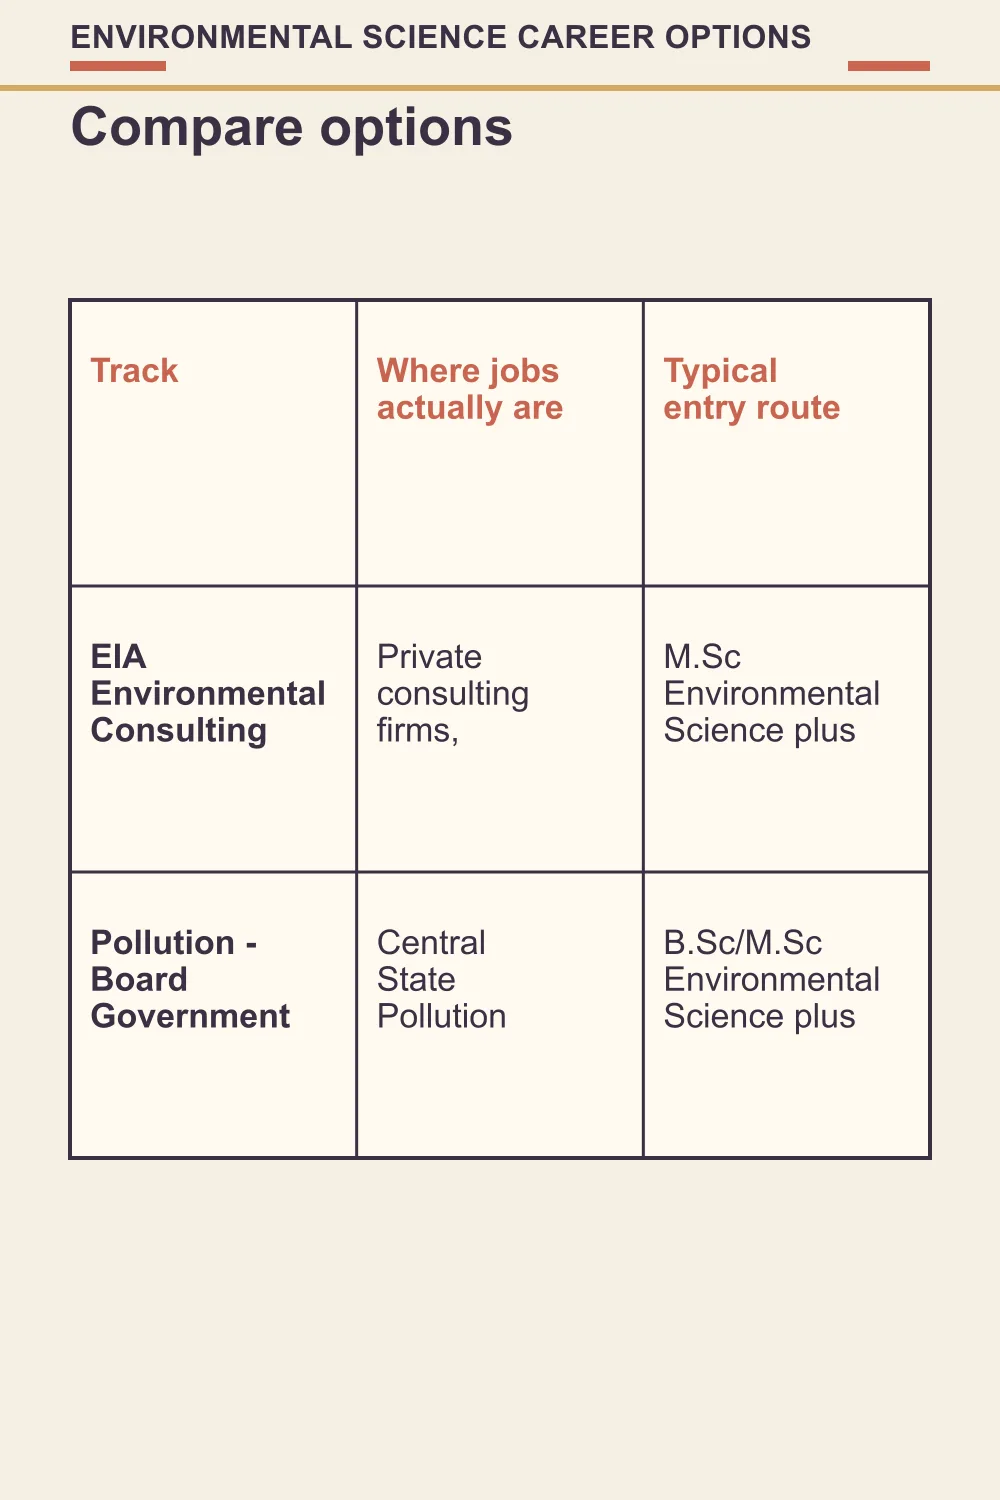 ENVIRONMENTAL SCIENCE CAREER OPTIONS
Compare options
Track
Where jobs
actually are
Typical
entry route
EIA
Environmental
Consulting
Private
consulting
firms,
M.Sc
Environmental
Science plus
Pollution -
Board
Government
Central
State
Pollution
B.Sc/M.Sc
Environmental
Science plus